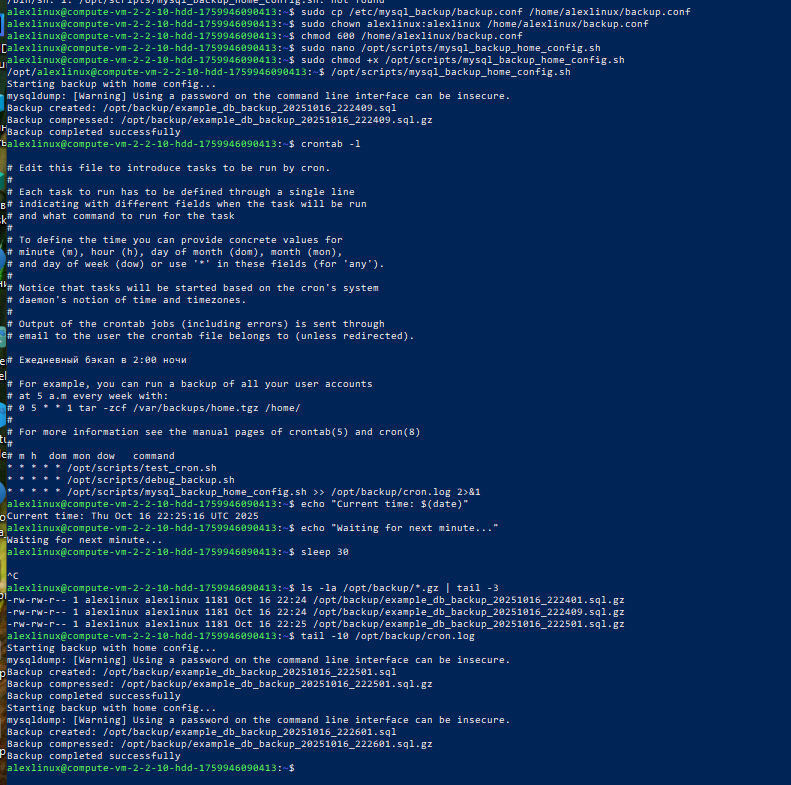 /bin/sh: 1: /opt/scripts/mysql_backup_home_config.sh: not found
alexlinux@compute-vm-2-2-10-hdd-1759946090413:~$ sudo cp /etc/mysql_backup/backup.conf /home/alexlinux/backup.conf
alexlinux@compute-vm-2-2-10-hdd-1759946090413:~$ sudo chown alexlinux:alexlinux /home/alexlinux/backup.conf
alexlinux@compute-vm-2-2-10-hdd-1759946090413:~$ chmod 600 /home/alexlinux/backup.conf
alexlinux@compute-vm-2-2-10-hdd-1759946090413:~$ sudo nano /opt/scripts/mysql_backup_home_config.sh
alexlinux@compute-vm-2-2-10-hdd-1759946090413:~$ sudo chmod +x /opt/scripts/mysql_backup_home_config.sh
/opt/alexlinux@compute-vm-2-2-10-hdd-1759946090413:~$ /opt/scripts/mysql_backup_home_config.sh
Starting backup with home config...
mysqldump: [Warning] Using a password on the command line interface can be insecure.
Backup created: /opt/backup/example_db_backup_20251016_222409.sql
Backup compressed: /opt/backup/example_db_backup_20251016_222409.sql.gz
Backup completed successfully
alexlinux@compute-vm-2-2-10-hdd-1759946090413:~$ crontab -l

# Edit this file to introduce tasks to be run by cron.
#
# Each task to run has to be defined through a single line
# indicating with different fields when the task will be run
# and what command to run for the task
#
# To define the time you can provide concrete values for
# minute (m), hour (h), day of month (dom), month (mon),
# and day of week (dow) or use '*' in these fields (for 'any').
#
# Notice that tasks will be started based on the cron's system
# daemon's notion of time and timezones.
#
# Output of the crontab jobs (including errors) is sent through
# email to the user the crontab file belongs to (unless redirected).
#
# Ежедневный бэкап в 2:00 ночи
#
# For example, you can run a backup of all your user accounts
# at 5 a.m every week with:
# 0 5 * * 1 tar -zcf /var/backups/home.tgz /home/
#
# For more information see the manual pages of crontab(5) and cron(8)
#
# m h  dom mon dow   command
* * * * * /opt/scripts/test_cron.sh
* * * * * /opt/scripts/debug_backup.sh
* * * * * /opt/scripts/mysql_backup_home_config.sh >> /opt/backup/cron.log 2>&1
alexlinux@compute-vm-2-2-10-hdd-1759946090413:~$ echo "Current time: $(date)"
Current time: Thu Oct 16 22:25:16 UTC 2025
alexlinux@compute-vm-2-2-10-hdd-1759946090413:~$ echo "Waiting for next minute..."
Waiting for next minute...
alexlinux@compute-vm-2-2-10-hdd-1759946090413:~$ sleep 30

^C
alexlinux@compute-vm-2-2-10-hdd-1759946090413:~$ ls -la /opt/backup/*.gz | tail -3
-rw-rw-r-- 1 alexlinux alexlinux 1181 Oct 16 22:24 /opt/backup/example_db_backup_20251016_222401.sql.gz
-rw-rw-r-- 1 alexlinux alexlinux 1181 Oct 16 22:24 /opt/backup/example_db_backup_20251016_222409.sql.gz
-rw-rw-r-- 1 alexlinux alexlinux 1181 Oct 16 22:25 /opt/backup/example_db_backup_20251016_222501.sql.gz
alexlinux@compute-vm-2-2-10-hdd-1759946090413:~$ tail -10 /opt/backup/cron.log
Starting backup with home config...
mysqldump: [Warning] Using a password on the command line interface can be insecure.
Backup created: /opt/backup/example_db_backup_20251016_222501.sql
Backup compressed: /opt/backup/example_db_backup_20251016_222501.sql.gz
Backup completed successfully
Starting backup with home config...
mysqldump: [Warning] Using a password on the command line interface can be insecure.
Backup created: /opt/backup/example_db_backup_20251016_222601.sql
Backup compressed: /opt/backup/example_db_backup_20251016_222601.sql.gz
Backup completed successfully
alexlinux@compute-vm-2-2-10-hdd-1759946090413:~$